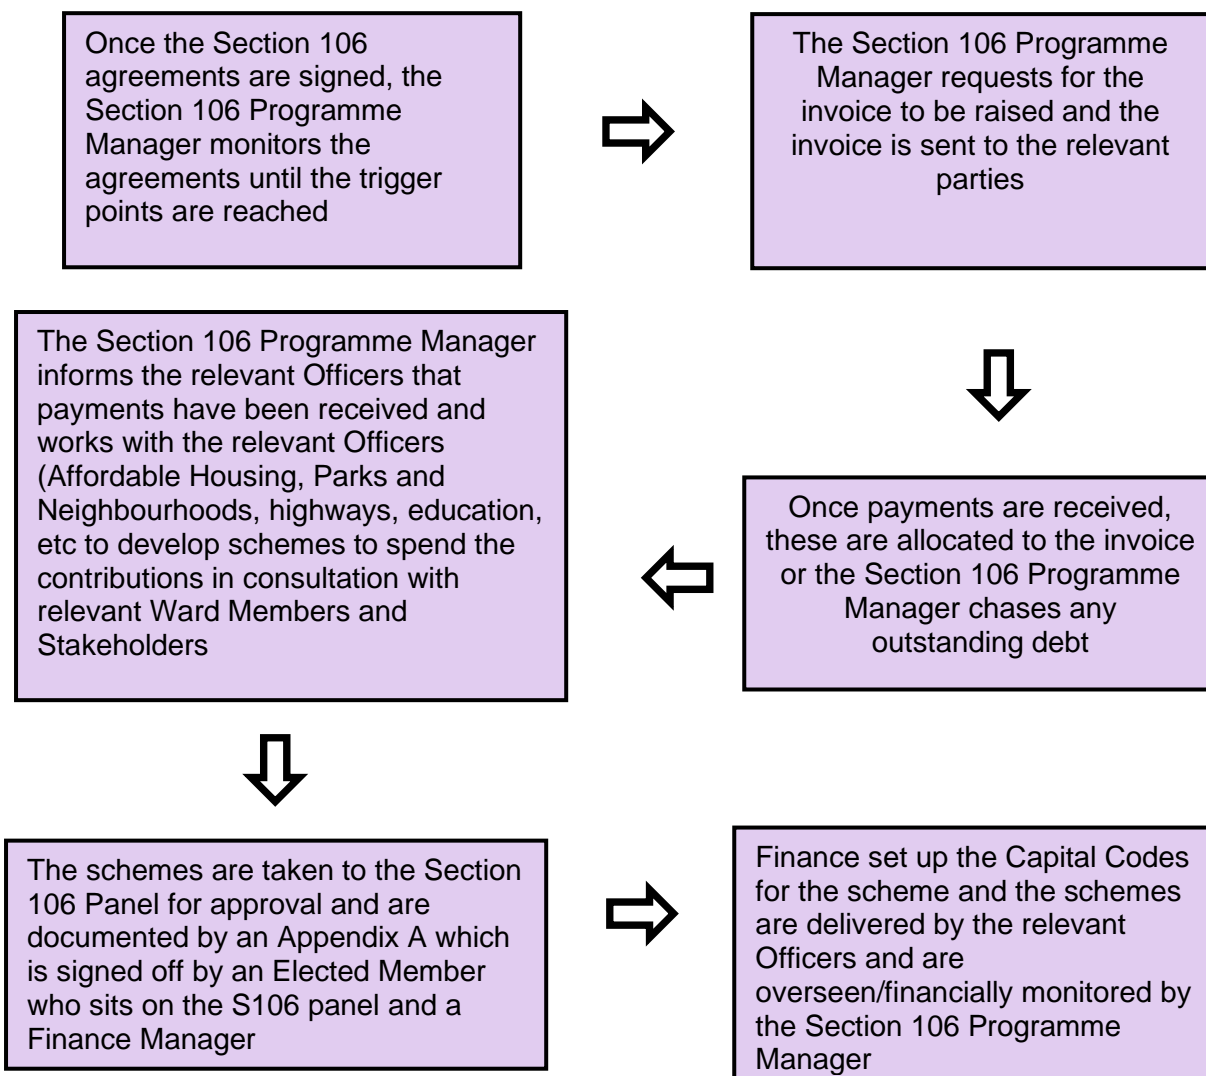 Once the Section 106
agreements are signed, the
Section 106 Programme
Manager monitors the
agreements until the trigger
points are reached
The Section 106 Programme
Manager requests for the
invoice to be raised and the
invoice is sent to the relevant
parties
Once payments are received,
these are allocated to the invoice
or the Section 106 Programme
Manager chases any
outstanding debt
The Section 106 Programme Manager
informs the relevant Officers that
payments have been received and
works with the relevant Officers
(Affordable Housing, Parks and
Neighbourhoods, highways, education,
etc to develop schemes to spend the
contributions in consultation with
relevant Ward Members and
Stakeholders
The schemes are taken to the Section
106 Panel for approval and are
documented by an Appendix A which
is signed off by an Elected Member
who sits on the S106 panel and a
Finance Manager
Finance set up the Capital Codes
for the scheme and the schemes
are delivered by the relevant
Officers and are
overseen/financially monitored by
the Section 106 Programme
Manager